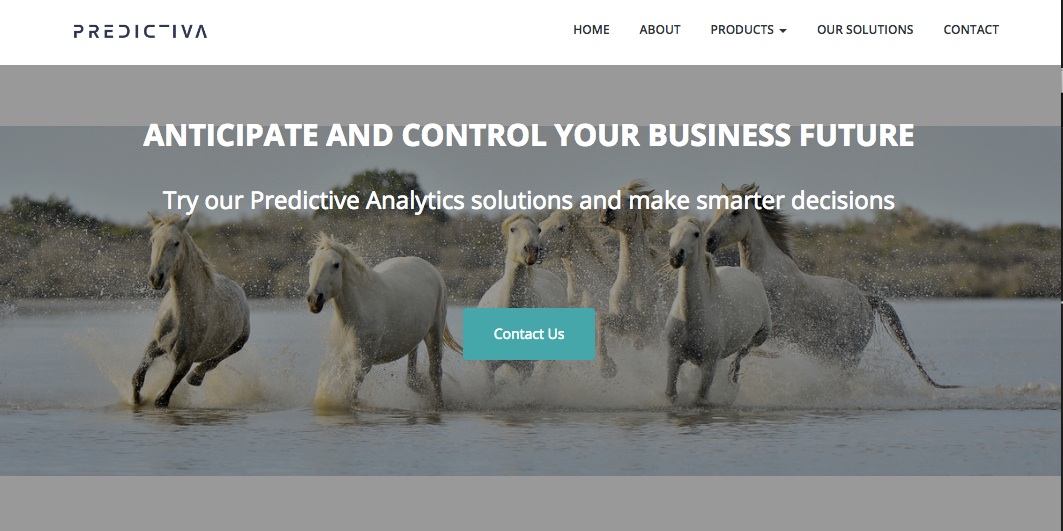 PREDICTIVA
HOME ABOUT PRODUCTS OUR SOLUTIONS CONTACT
ANTICIPATE AND CONTROL YOUR BUSINESS FUTURE
Try our Predictive Analytics solutions and make smarter decisions
Contact Us